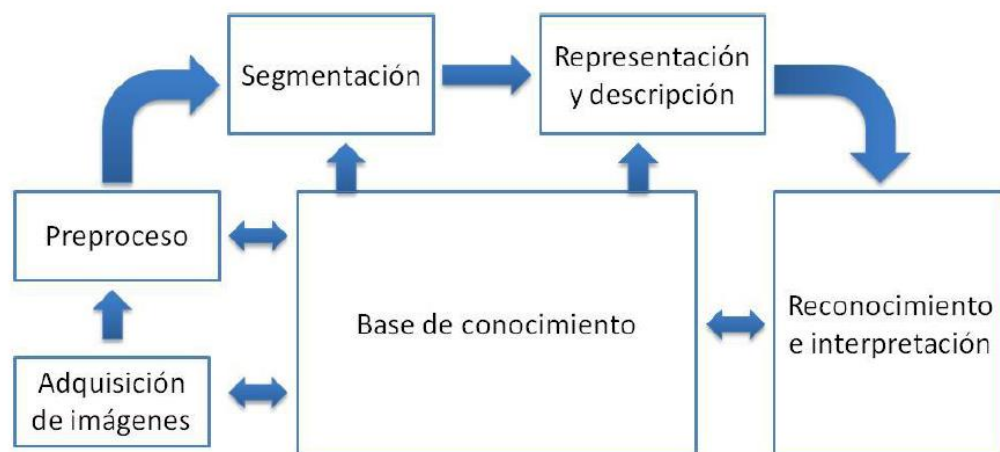 Segmentación
Representación
y descripción
Preproceso
Base de conocimiento
Reconocimiento
e interpretación
Adquisición
de imágenes